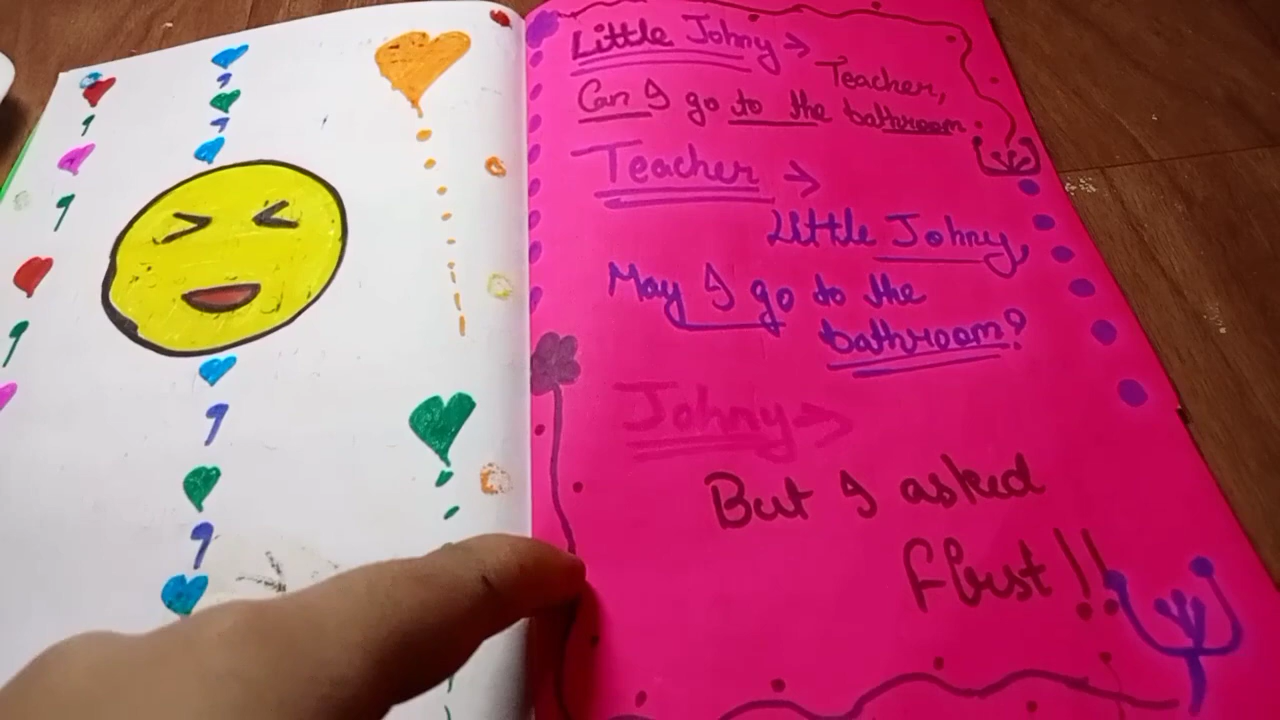 Little Johny →
Teacher,
Can I go to the bathroom.
Teacher →
Little Johny,
May I go to the
bathroom?
Johny →
But I asked
first!!